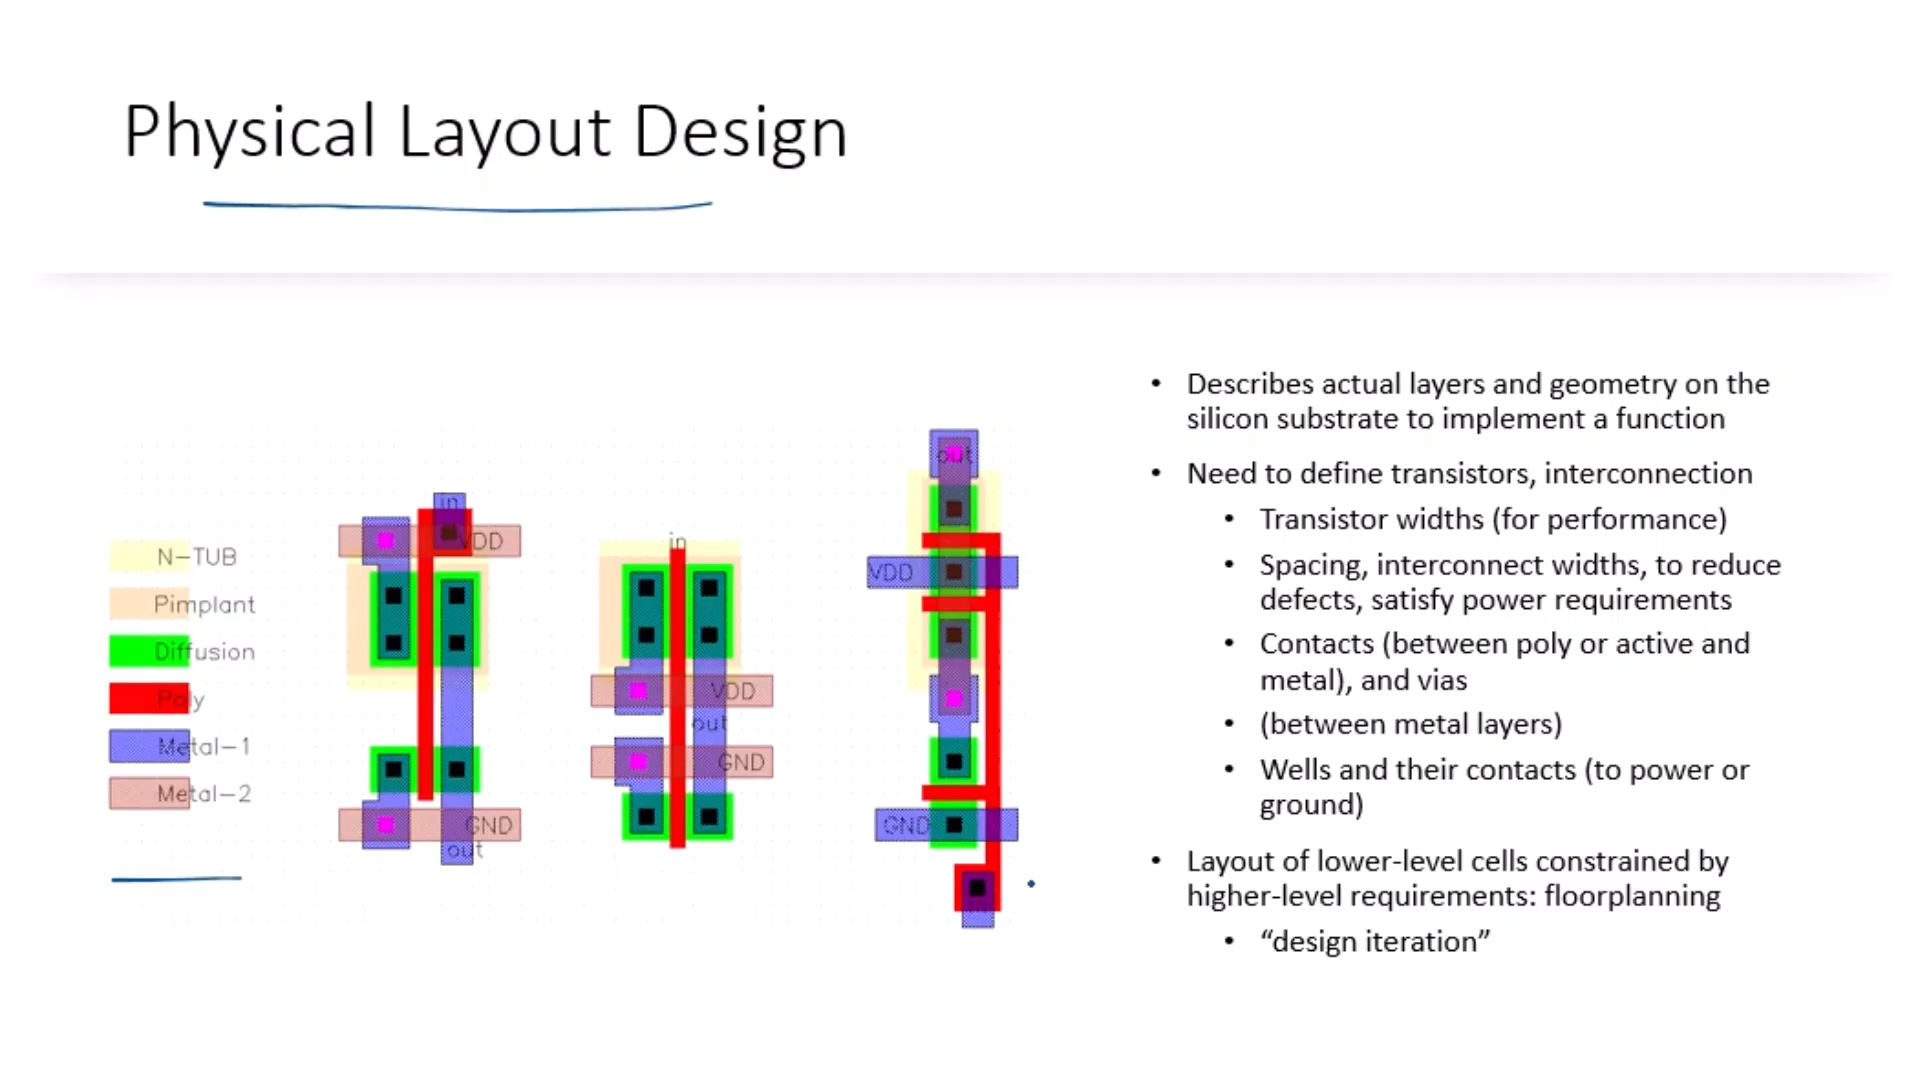 Physical Layout Design
N-TUB
Pimplant
Diffusion
Poly
Metal-1
Metal-2
in
VDD
GND
out
in
VDD
out
GND
out
VDD
GND
• Describes actual layers and geometry on the
silicon substrate to implement a function
• Need to define transistors, interconnection
• Transistor widths (for performance)
• Spacing, interconnect widths, to reduce
defects, satisfy power requirements
• Contacts (between poly or active and
metal), and vias
• (between metal layers)
• Wells and their contacts (to power or
ground)
• Layout of lower-level cells constrained by
higher-level requirements: floorplanning
• “design iteration”